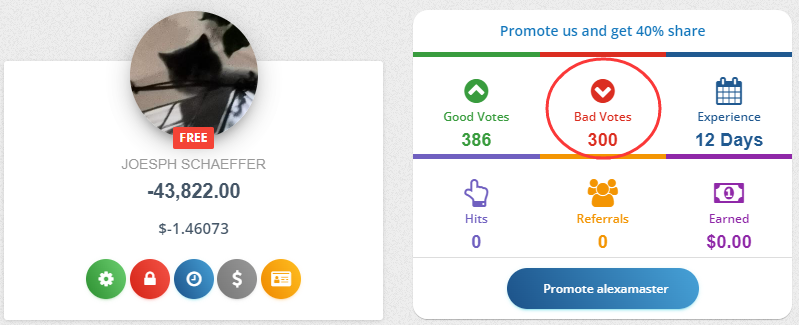 FREE
JOESPH SCHAEFFER
-43,822.00
$-1.46073
Promote us and get 40% share
Good Votes
386
Bad Votes
300
Experience
12 Days
Hits
0
Referrals
0
Earned
$0.00
Promote alexamaster